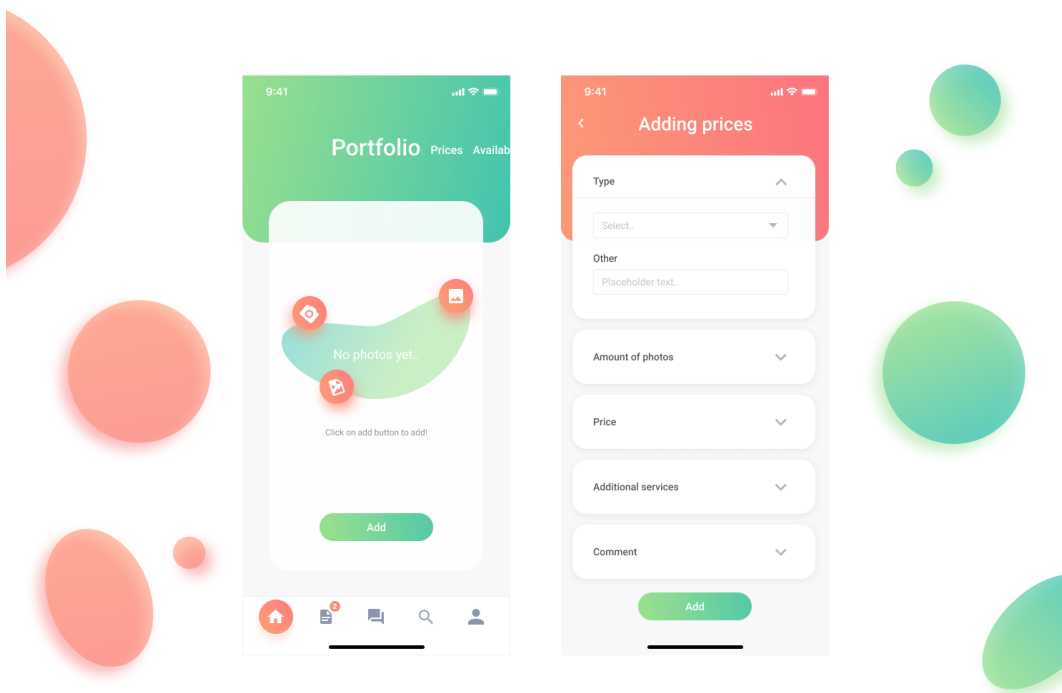 9:41
Portfolio Prices Availab
No photos yet..
Click on add button to add!
Add
2
9:41
Adding prices
Type
Select..
Other
Placeholder text..
Amount of photos
Price
Additional services
Comment
Add